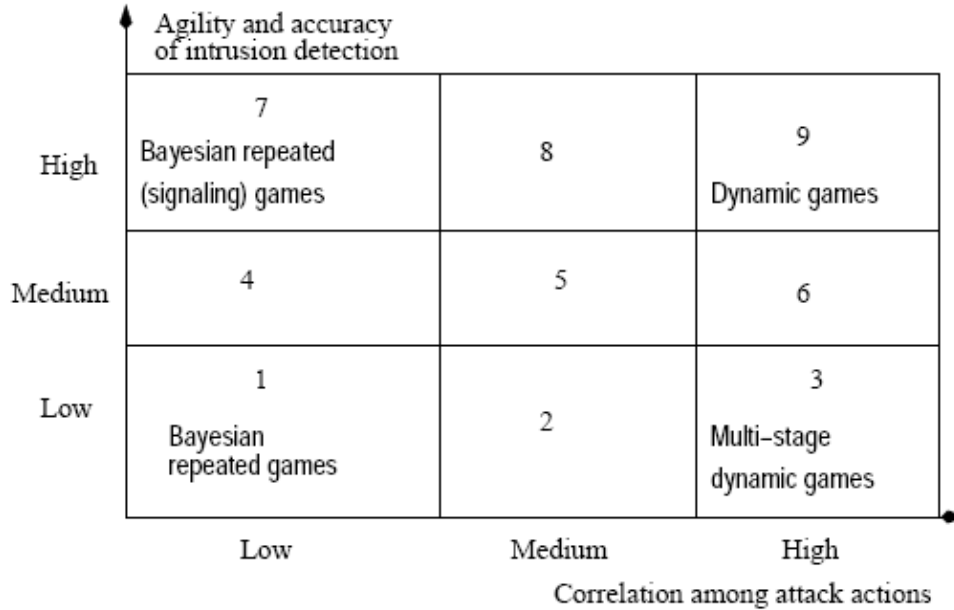 Agility and accuracy
of intrusion detection
High
7
Bayesian repeated
(signaling) games
8
9
Dynamic games
Medium
4
5
6
Low
1
Bayesian
repeated games
2
3
Multi–stage
dynamic games
Low
Medium
High
Correlation among attack actions